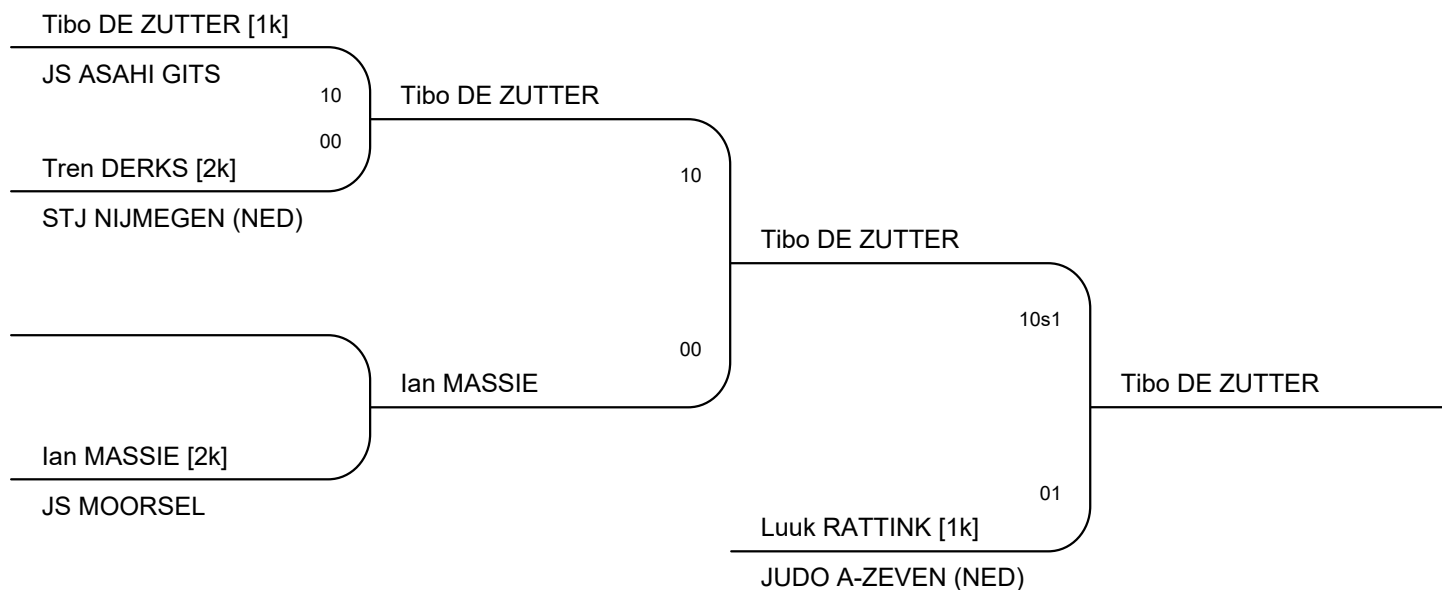 Tibo DE ZUTTER [1k]
JS ASAHI GITS
10
Tibo DE ZUTTER
00
Tren DERKS [2k]
10
STJ NIJMEGEN (NED)
Tibo DE ZUTTER
10s1
00
Ian MASSIE
Tibo DE ZUTTER
Ian MASSIE [2k]
JS MOORSEL
01
Luuk RATTINK [1k]
JUDO A-ZEVEN (NED)